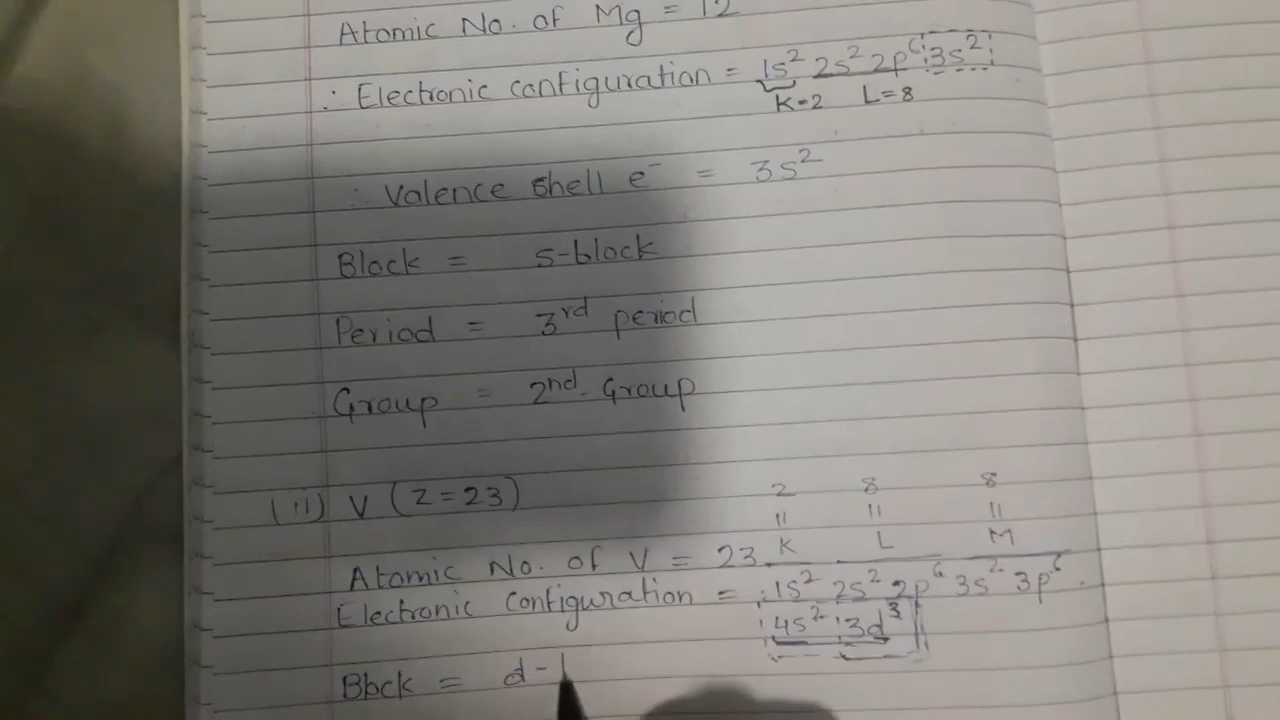 Atomic No. of Mg = 12
∴ Electronic configuration = 1s² 2s² 2p⁶ 3s²
K=2 L=8
∴ Valence shell e⁻ = 3s²
Block = s-block
Period = 3rd period
Group = 2nd Group
(ii) V (Z=23)
2 8 8
|| || ||
K L M
Atomic No. of V = 23
Electronic configuration = 1s² 2s² 2p⁶ 3s² 3p⁶
4s² 3d³
Block = d-